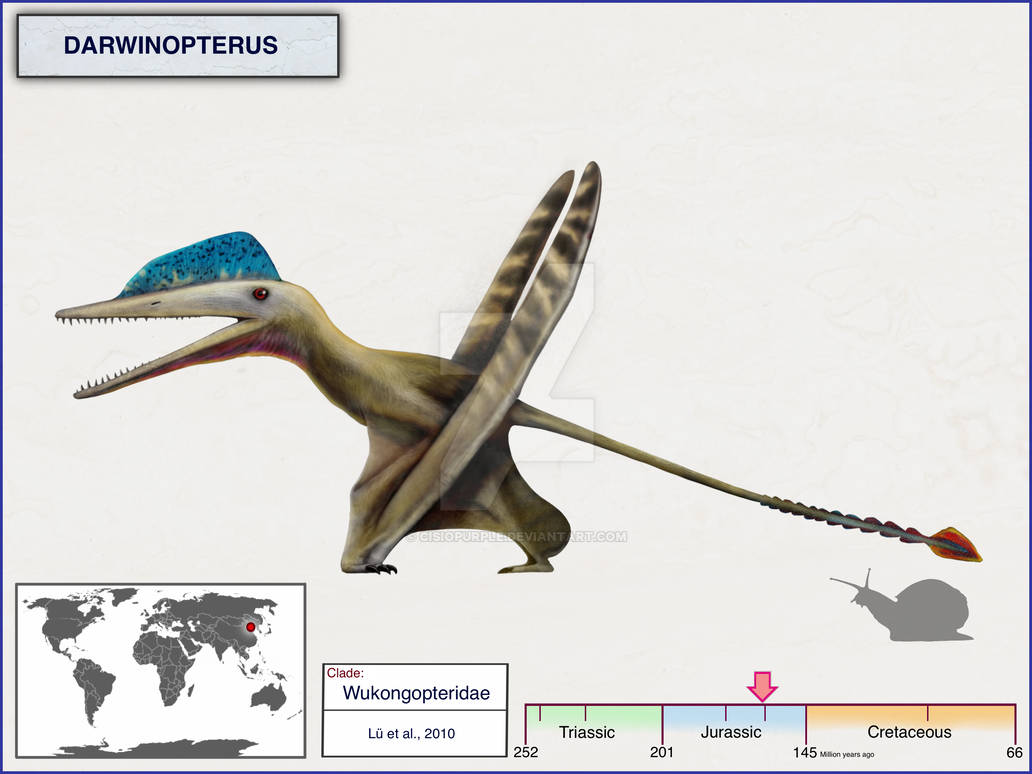 DARWINOPTERUS
© CISIOPURPLE.DEVIANTART.COM
Clade:
Wukongopteridae
Lü et al., 2010
Triassic
Jurassic
Cretaceous
252
201
145 Million years ago
66